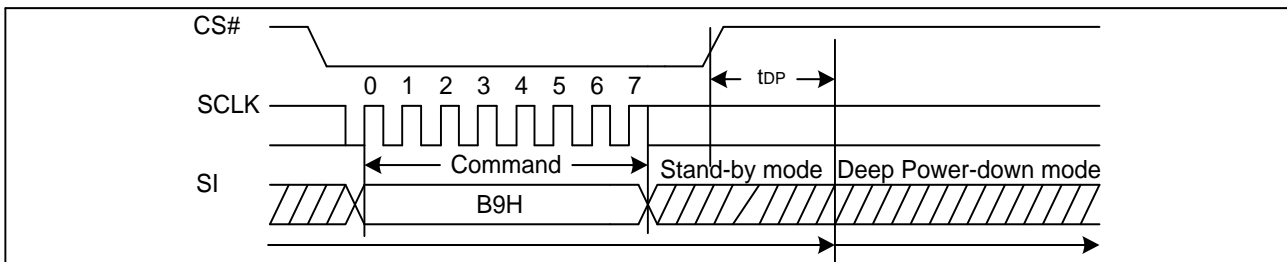 CS#
tDP
0 1 2 3 4 5 6 7
SCLK
Command
Stand-by mode Deep Power-down mode
SI
B9H